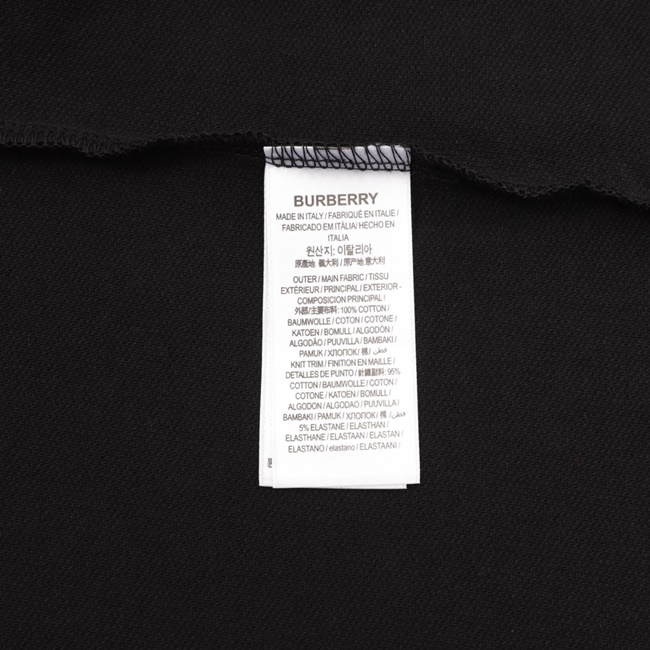 BURBERRY
MADE IN ITALY / FABRIQUÉ EN ITALIE /
FABRICADO EM ITÁLIA/ HECHO EN
ITALIA
원산지: 이탈리아
原產地 義大利 / 原产地 意大利
OUTER / MAIN FABRIC / TISSU
EXTÉRIEUR / PRINCIPAL / EXTERIOR -
COMPOSICION PRINCIPAL /
外部/主要布料: 100% COTTON /
BAUMWOLLE / COTON / COTONE /
KATOEN / BOMULL / ALGODÓN /
ALGODÃO / PUUVILLA / BAMBAKI /
PAMUK / ХЛОПОК/ 棉/ قطن /
KNIT TRIM / FINITION EN MAILLE /
DETALLES DE PUNTO / 針織副料: 95%
COTTON / BAUMWOLLE / COTON /
COTONE / KATOEN / BOMULL /
ALGODON / ALGODAO / PUUVILLA /
BAMBAKI / PAMUK / ХЛОПОК / 棉 / قطن /
5% ELASTANE / ELASTHAN /
ELASTHANE / ELASTAAN / ELASTAN /
ELASTANO / elastano / ELASTAANI /